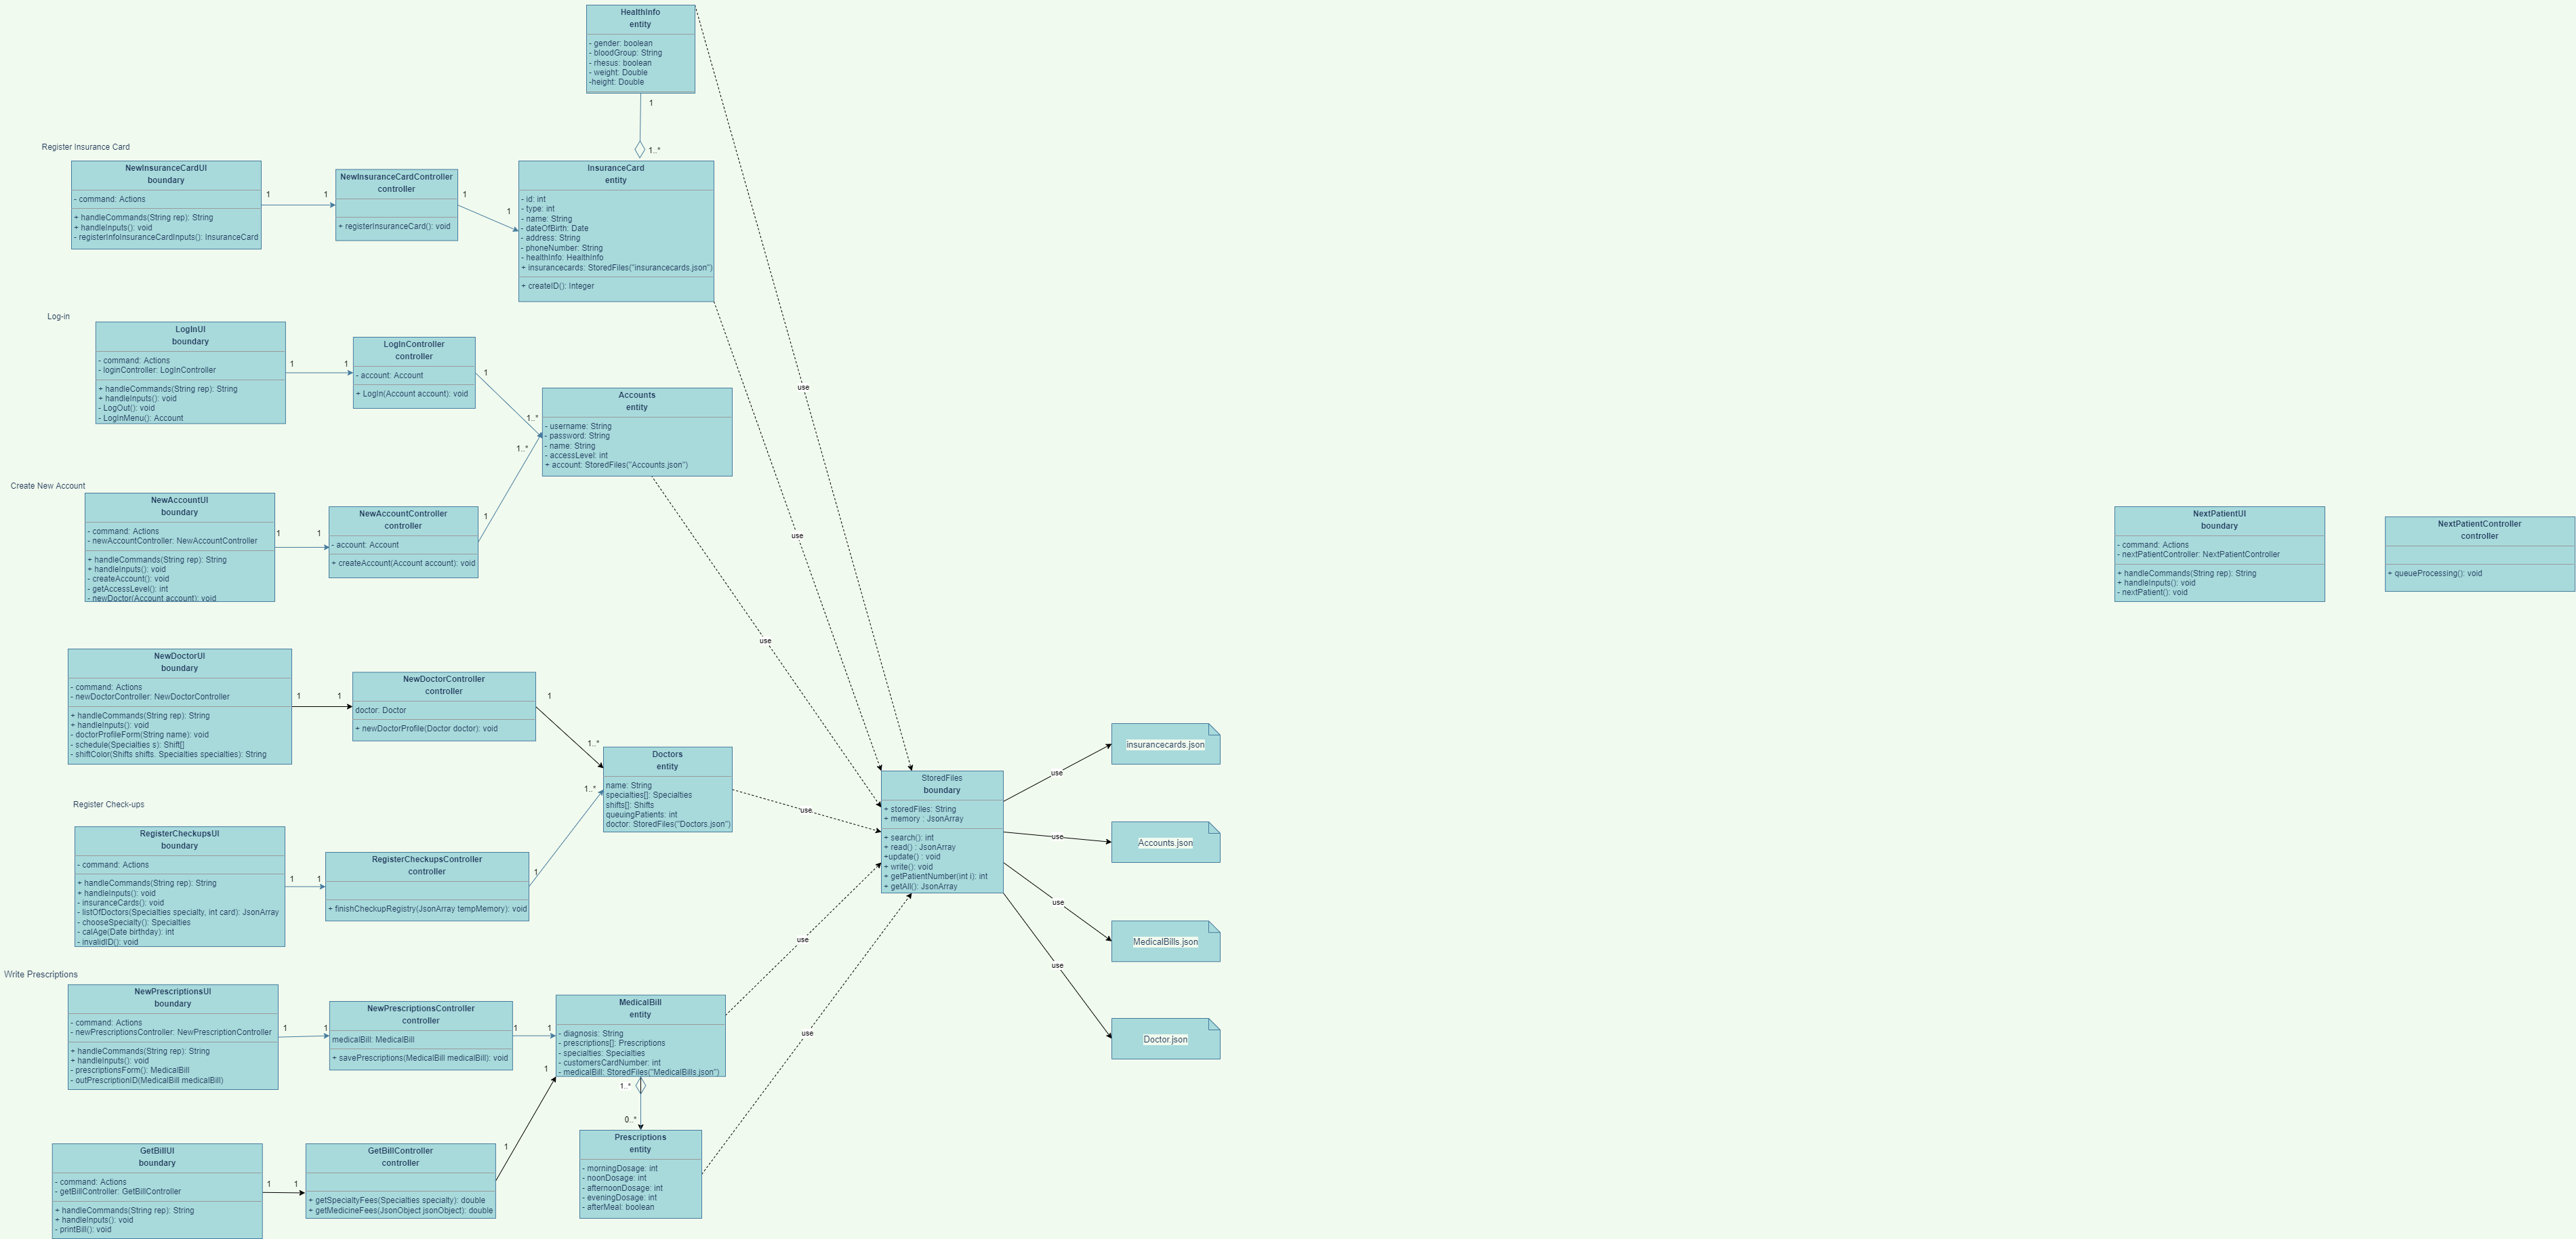 HealthInfo
entity
- gender: boolean
- bloodGroup: String
- rhesus: boolean
- weight: Double
-height: Double
1
1..*
Register Insurance Card
NewInsuranceCardUI
boundary
- command: Actions
+ handleCommands(String rep): String
+ handleInputs(): void
- registerInfoInsuranceCardInputs(): InsuranceCard
1
1
NewInsuranceCardController
controller
+ registerInsuranceCard(): void
1
1
InsuranceCard
entity
- id: int
- type: int
- name: String
- dateOfBirth: Date
- address: String
- phoneNumber: String
- healthInfo: HealthInfo
+ insurancecards: StoredFiles("insurancecards.json")
+ createID(): Integer
Log-in
LogInUI
boundary
- command: Actions
- loginController: LogInController
+ handleCommands(String rep): String
+ handleInputs(): void
- LogOut(): void
- LogInMenu(): Account
1
1
LogInController
controller
- account: Account
+ LogIn(Account account): void
1
1..*
Accounts
entity
- username: String
- password: String
- name: String
- accessLevel: int
+ account: StoredFiles("Accounts.json")
1..*
Create New Account
NewAccountUI
boundary
- command: Actions
- newAccountController: NewAccountController
+ handleCommands(String rep): String
+ handleInputs(): void
- createAccount(): void
- getAccessLevel(): int
- newDoctor(Account account): void
1
1
NewAccountController
controller
- account: Account
+ createAccount(Account account): void
1
use
use
use
NextPatientUI
boundary
- command: Actions
- nextPatientController: NextPatientController
+ handleCommands(String rep): String
+ handleInputs(): void
- nextPatient(): void
NextPatientController
controller
+ queueProcessing(): void
NewDoctorUI
boundary
- command: Actions
- newDoctorController: NewDoctorController
+ handleCommands(String rep): String
+ handleInputs(): void
- doctorProfileForm(String name): void
- schedule(Specialties s): Shift[]
- shiftColor(Shifts shifts. Specialties specialties): String
1
1
NewDoctorController
controller
doctor: Doctor
+ newDoctorProfile(Doctor doctor): void
1
1..*
Doctors
entity
name: String
specialties[]: Specialties
shifts[]: Shifts
queuingPatients: int
doctor: StoredFiles("Doctors.json")
1..*
use
Register Check-ups
RegisterCheckupsUI
boundary
- command: Actions
+ handleCommands(String rep): String
+ handleInputs(): void
- insuranceCards(): void
- listOfDoctors(Specialties specialty, int card): JsonArray
- chooseSpecialty(): Specialties
- calAge(Date birthday): int
- invalidID(): void
1
1
RegisterCheckupsController
controller
+ finishCheckupRegistry(JsonArray tempMemory): void
1
StoredFiles
boundary
+ storedFiles: String
+ memory : JsonArray
+ search(): int
+ read() : JsonArray
+update() : void
+ write(): void
+ getPatientNumber(int i): int
+ getAll(): JsonArray
use
insurancecards.json
use
Accounts.json
use
MedicalBills.json
use
Doctor.json
Write Prescriptions
NewPrescriptionsUI
boundary
- command: Actions
- newPrescriptionsController: NewPrescriptionController
+ handleCommands(String rep): String
+ handleInputs(): void
- prescriptionsForm(): MedicalBill
- outPrescriptionID(MedicalBill medicalBill)
1
1
NewPrescriptionsController
controller
medicalBill: MedicalBill
+ savePrescriptions(MedicalBill medicalBill): void
1
1
MedicalBill
entity
- diagnosis: String
- prescriptions[]: Prescriptions
- specialties: Specialties
- customersCardNumber: int
- medicalBill: StoredFiles("MedicalBills.json")
use
1
1..*
0..*
GetBillUI
boundary
- command: Actions
- getBillController: GetBillController
+ handleCommands(String rep): String
+ handleInputs(): void
- printBill(): void
1
1
GetBillController
controller
+ getSpecialtyFees(Specialties specialty): double
+ getMedicineFees(JsonObject jsonObject): double
1
Prescriptions
entity
- morningDosage: int
- noonDosage: int
- afternoonDosage: int
- eveningDosage: int
- afterMeal: boolean
use